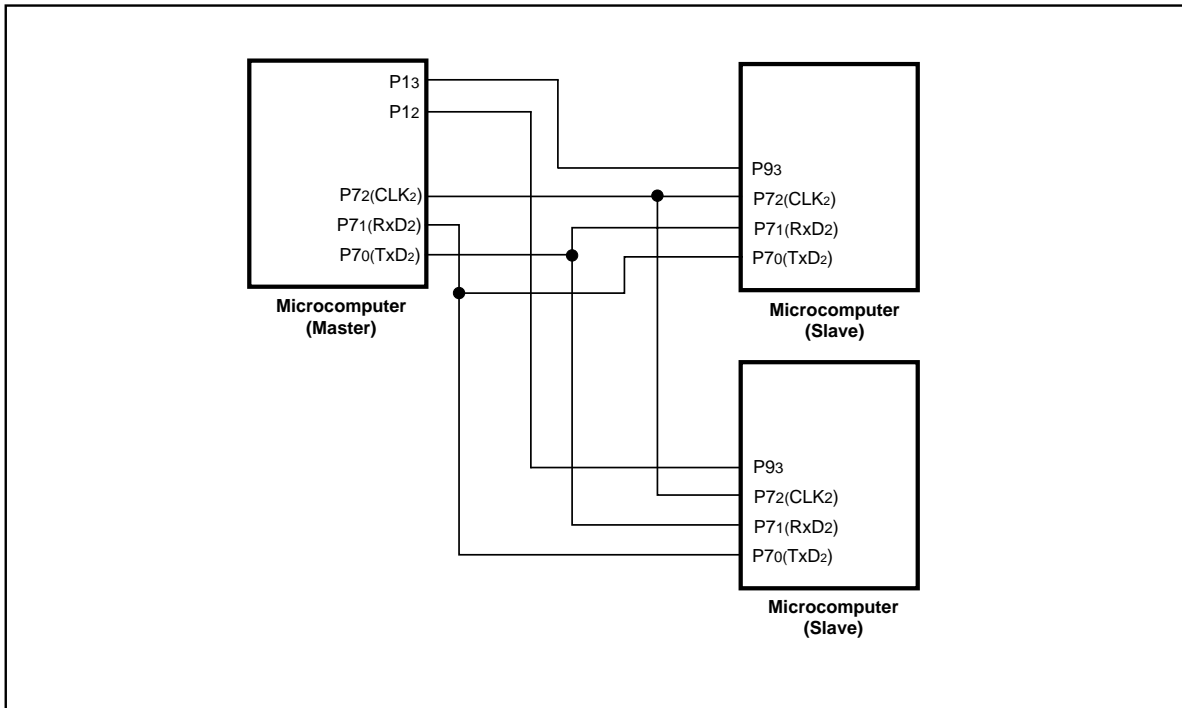 P13
P12
P72(CLK2)
P71(RxD2)
P70(TxD2)
Microcomputer
(Master)
P93
P72(CLK2)
P71(RxD2)
P70(TxD2)
Microcomputer
(Slave)
P93
P72(CLK2)
P71(RxD2)
P70(TxD2)
Microcomputer
(Slave)